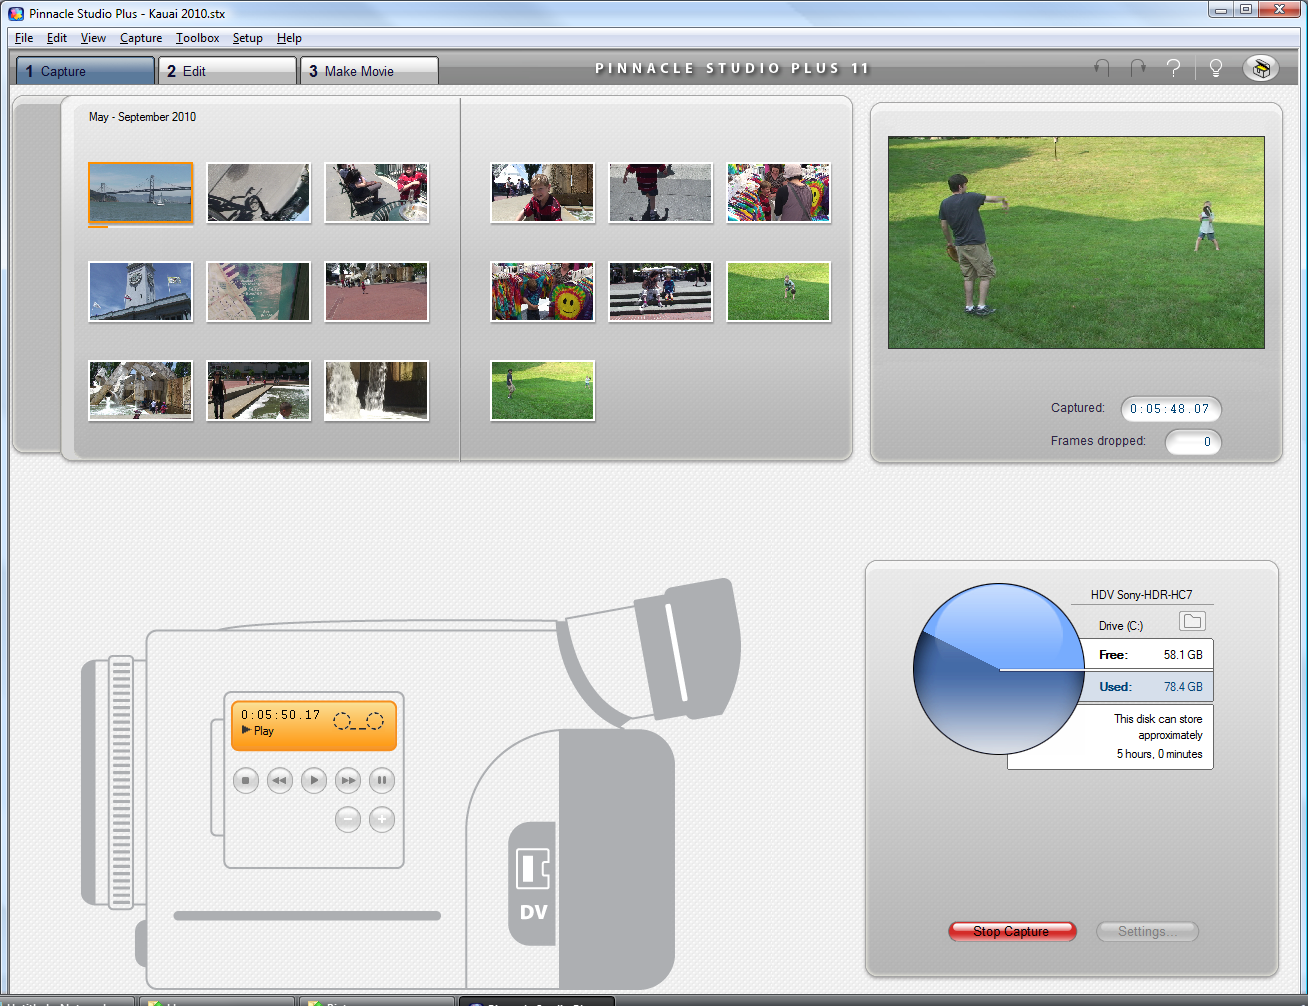 Pinnacle Studio Plus - Kauai 2010.stx
File Edit View Capture Toolbox Setup Help
1 Capture
2 Edit
3 Make Movie
PINNACLE STUDIO PLUS 11
May - September 2010
Captured: 0:05:48.07
Frames dropped: 0
HDV Sony-HDR-HC7
Drive (C:)
Free: 58.1 GB
Used: 78.4 GB
This disk can store
approximately
5 hours, 0 minutes
0:05:50.17
Play
DV
Stop Capture
Settings...